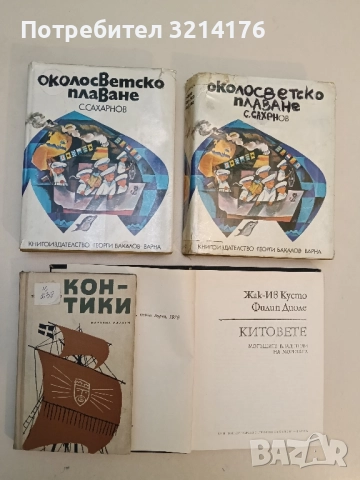 Потребител 3214176
ОКОЛОСВЕТСКО
ПЛАВАНЕ
С. САХАРНОВ
КНИГОИЗДАТЕЛСТВО ГЕОРГИ БАКАЛОВ ВАРНА
ОКОЛОСВЕТСКО
ПЛАВАНЕ
С. САХРНОВ
КНИГОИЗДАТЕЛСТВО ГЕОРГИ БАКАЛОВ ВАРНА
КОН-
ТИКИ
Жак-Ив Кусто
Филип Диоле
КИТОВЕТЕ
bazar